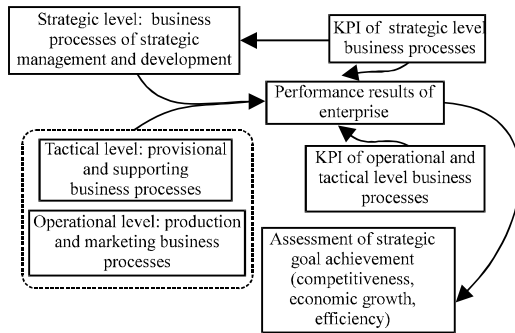 Strategic level: business
processes of strategic
management and development
KPI of strategic level
business processes
Performance results of
enterprise
Tactical level: provisional
and supporting
business processes
KPI of operational and
tactical level business
processes
Operational level: production
and marketing business
processes
Assessment of strategic
goal achievement
(competitiveness,
economic growth,
efficiency)